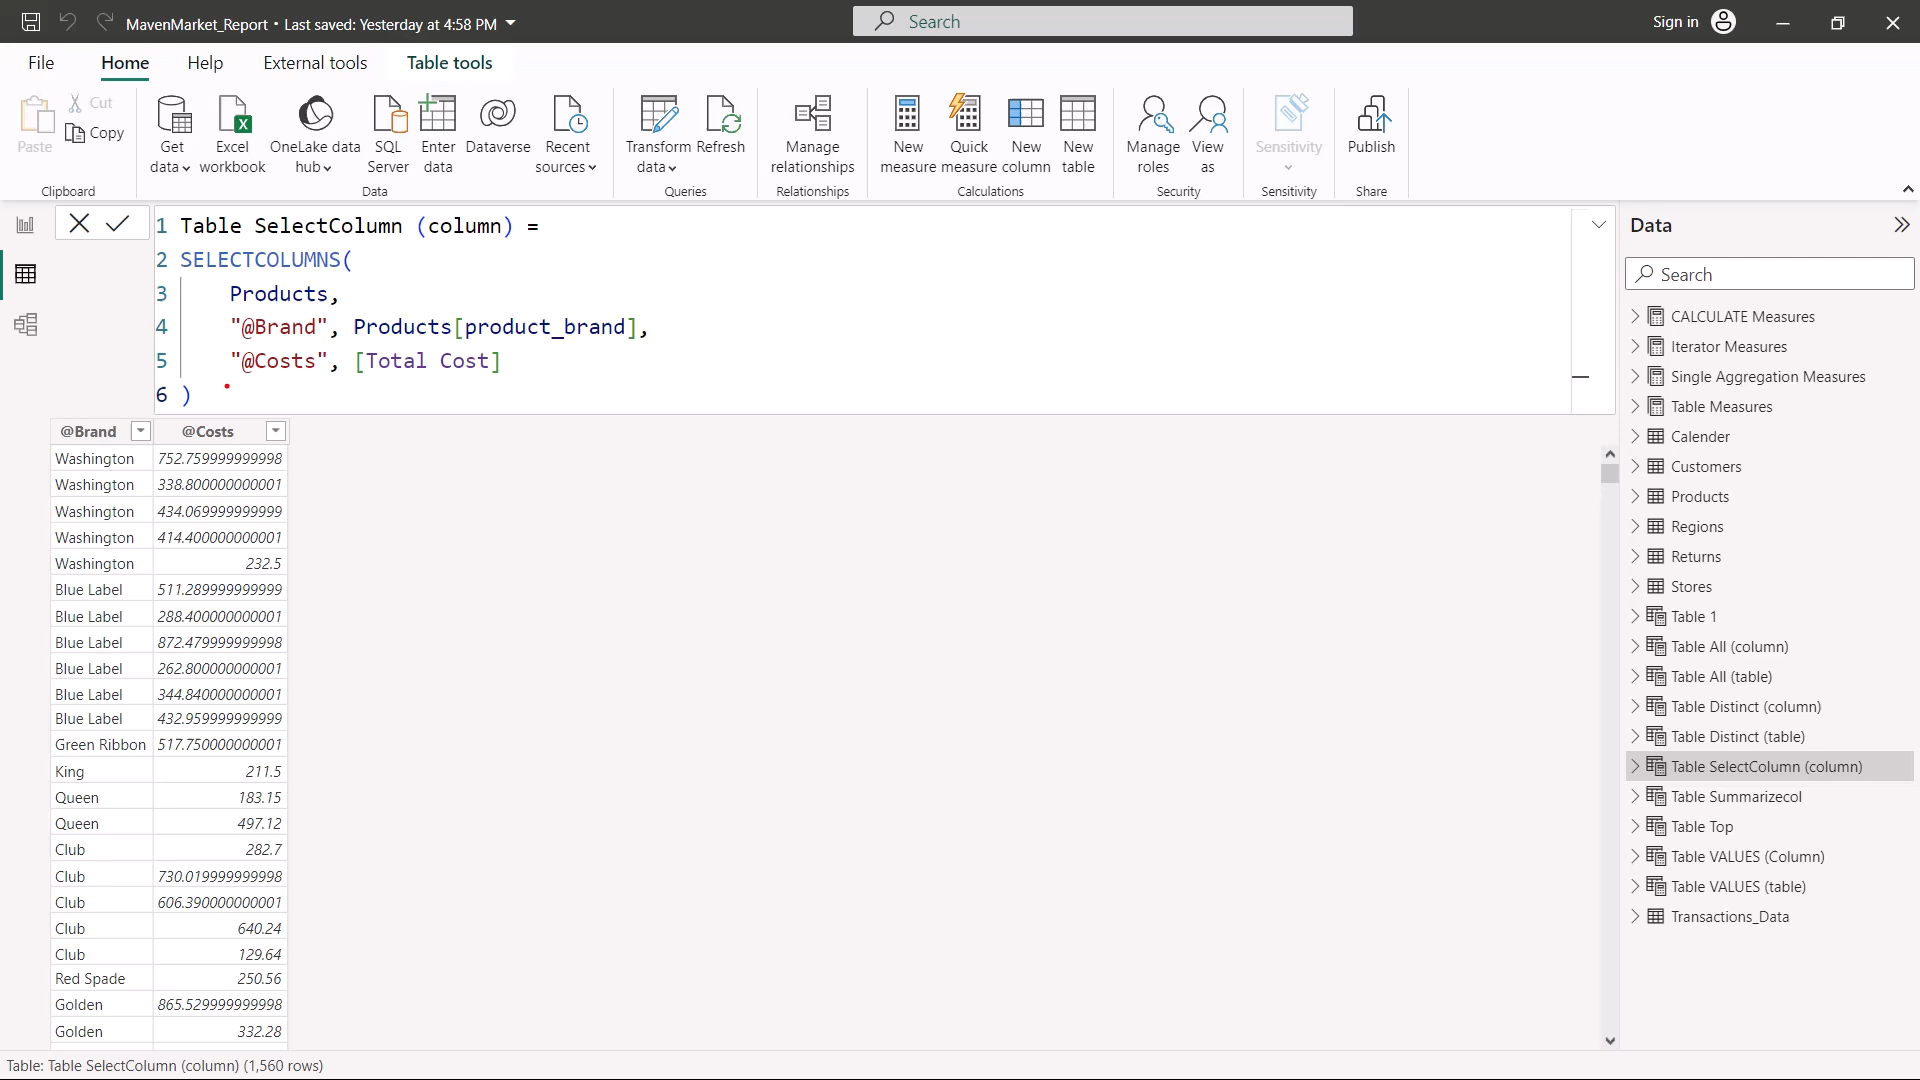 MavenMarket_Report • Last saved: Yesterday at 4:58 PM
Search
Sign in
File
Home
Help
External tools
Table tools
Paste
Cut
Copy
Clipboard
Get data
Excel workbook
OneLake data hub
SQL Server
Enter data
Dataverse
Recent sources
Data
Transform data
Refresh
Queries
Manage relationships
Relationships
New measure
Quick measure
New column
New table
Calculations
Manage roles
View as
Security
Sensitivity
Sensitivity
Publish
Share
1 Table SelectColumn (column) =
2 SELECTCOLUMNS(
3 Products,
4 "@Brand", Products[product_brand],
5 "@Costs", [Total Cost]
6 )
@Brand @Costs
Washington 752.759999999998
Washington 338.800000000001
Washington 434.069999999999
Washington 414.400000000001
Washington 232.5
Blue Label 511.289999999999
Blue Label 288.400000000001
Blue Label 872.479999999998
Blue Label 262.800000000001
Blue Label 344.840000000001
Blue Label 432.959999999999
Green Ribbon 517.750000000001
King 211.5
Queen 183.15
Queen 497.12
Club 282.7
Club 730.019999999998
Club 606.390000000001
Club 640.24
Club 129.64
Red Spade 250.56
Golden 865.529999999998
Golden 332.28
Data
Search
CALCULATE Measures
Iterator Measures
Single Aggregation Measures
Table Measures
Calender
Customers
Products
Regions
Returns
Stores
Table 1
Table All (column)
Table All (table)
Table Distinct (column)
Table Distinct (table)
Table SelectColumn (column)
Table Summarizecol
Table Top
Table VALUES (Column)
Table VALUES (table)
Transactions_Data
Table: Table SelectColumn (column) (1,560 rows)